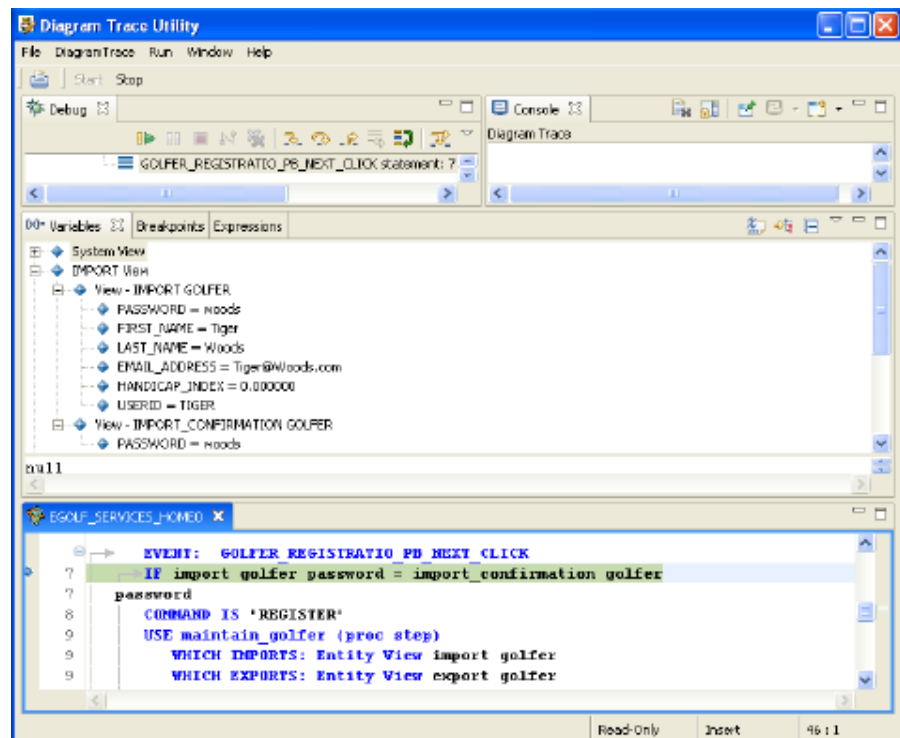 Diagram Trace Utility
File DiagramTrace Run Window Help
Start Stop
Debug
Console
GOLFER_REGISTRATIO_PB_NEXT_CLICK statement: 7
Diagram Trace
Variables Breakpoints Expressions
System View
IMPORT View
View - IMPORT GOLFER
PASSWORD = woods
FIRST_NAME = Tiger
LAST_NAME = Woods
EMAIL_ADDRESS = Tiger@Woods.com
HANDICAP_INDEX = 0.000000
USERID = TIGER
View - IMPORT_CONFIRMATION GOLFER
PASSWORD = woods
null
EGOLF_SERVICES_HOME0
EVENT: GOLFER_REGISTRATIO_PB_NEXT_CLICK
7 IF import golfer password = import_confirmation golfer
7 password
8 COMMAND IS 'REGISTER'
9 USE maintain_golfer (proc step)
9 WHICH IMPORTS: Entity View import golfer
9 WHICH EXPORTS: Entity View export golfer
Read-Only Insert 46 : 1